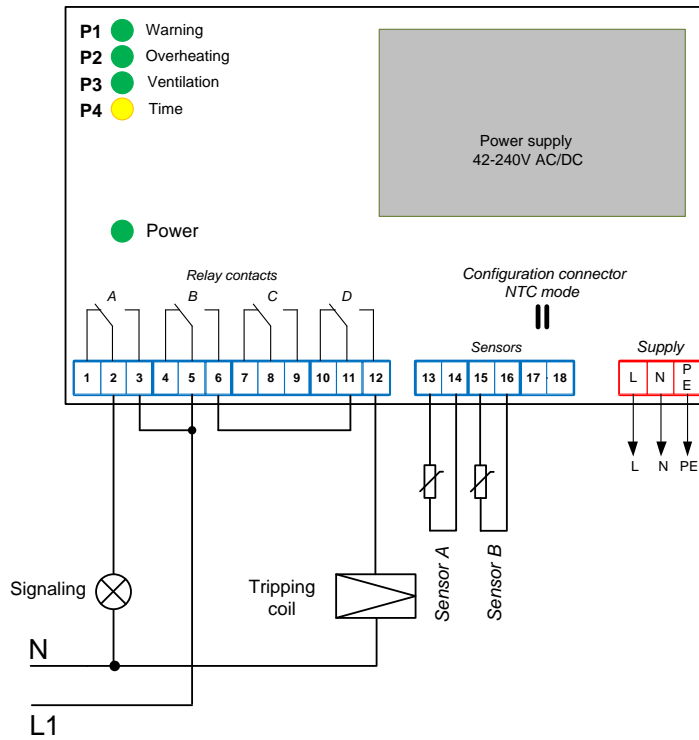 P1 Warning
P2 Overheating
P3 Ventilation
P4 Time
Power supply
42-240V AC/DC
Power
Relay contacts
A B C D
Configuration connector
NTC mode
Sensors
Supply
1 2 3 4 5 6 7 8 9 10 11 12
13 14 15 16 17 18
L N PE
L N PE
Signaling
Tripping
coil
Sensor A
Sensor B
N
L1